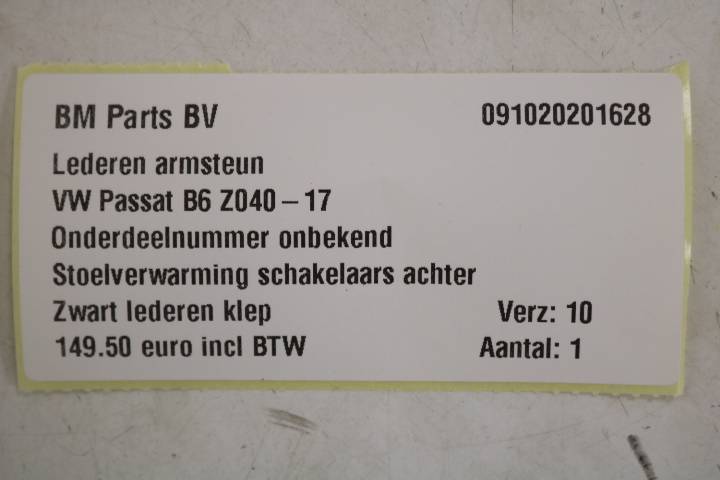 BM Parts BV 091020201628
Lederen armsteun
VW Passat B6 Z040 – 17
Onderdeelnummer onbekend
Stoelverwarming schakelaars achter
Zwart lederen klep Verz: 10
149.50 euro incl BTW Aantal: 1